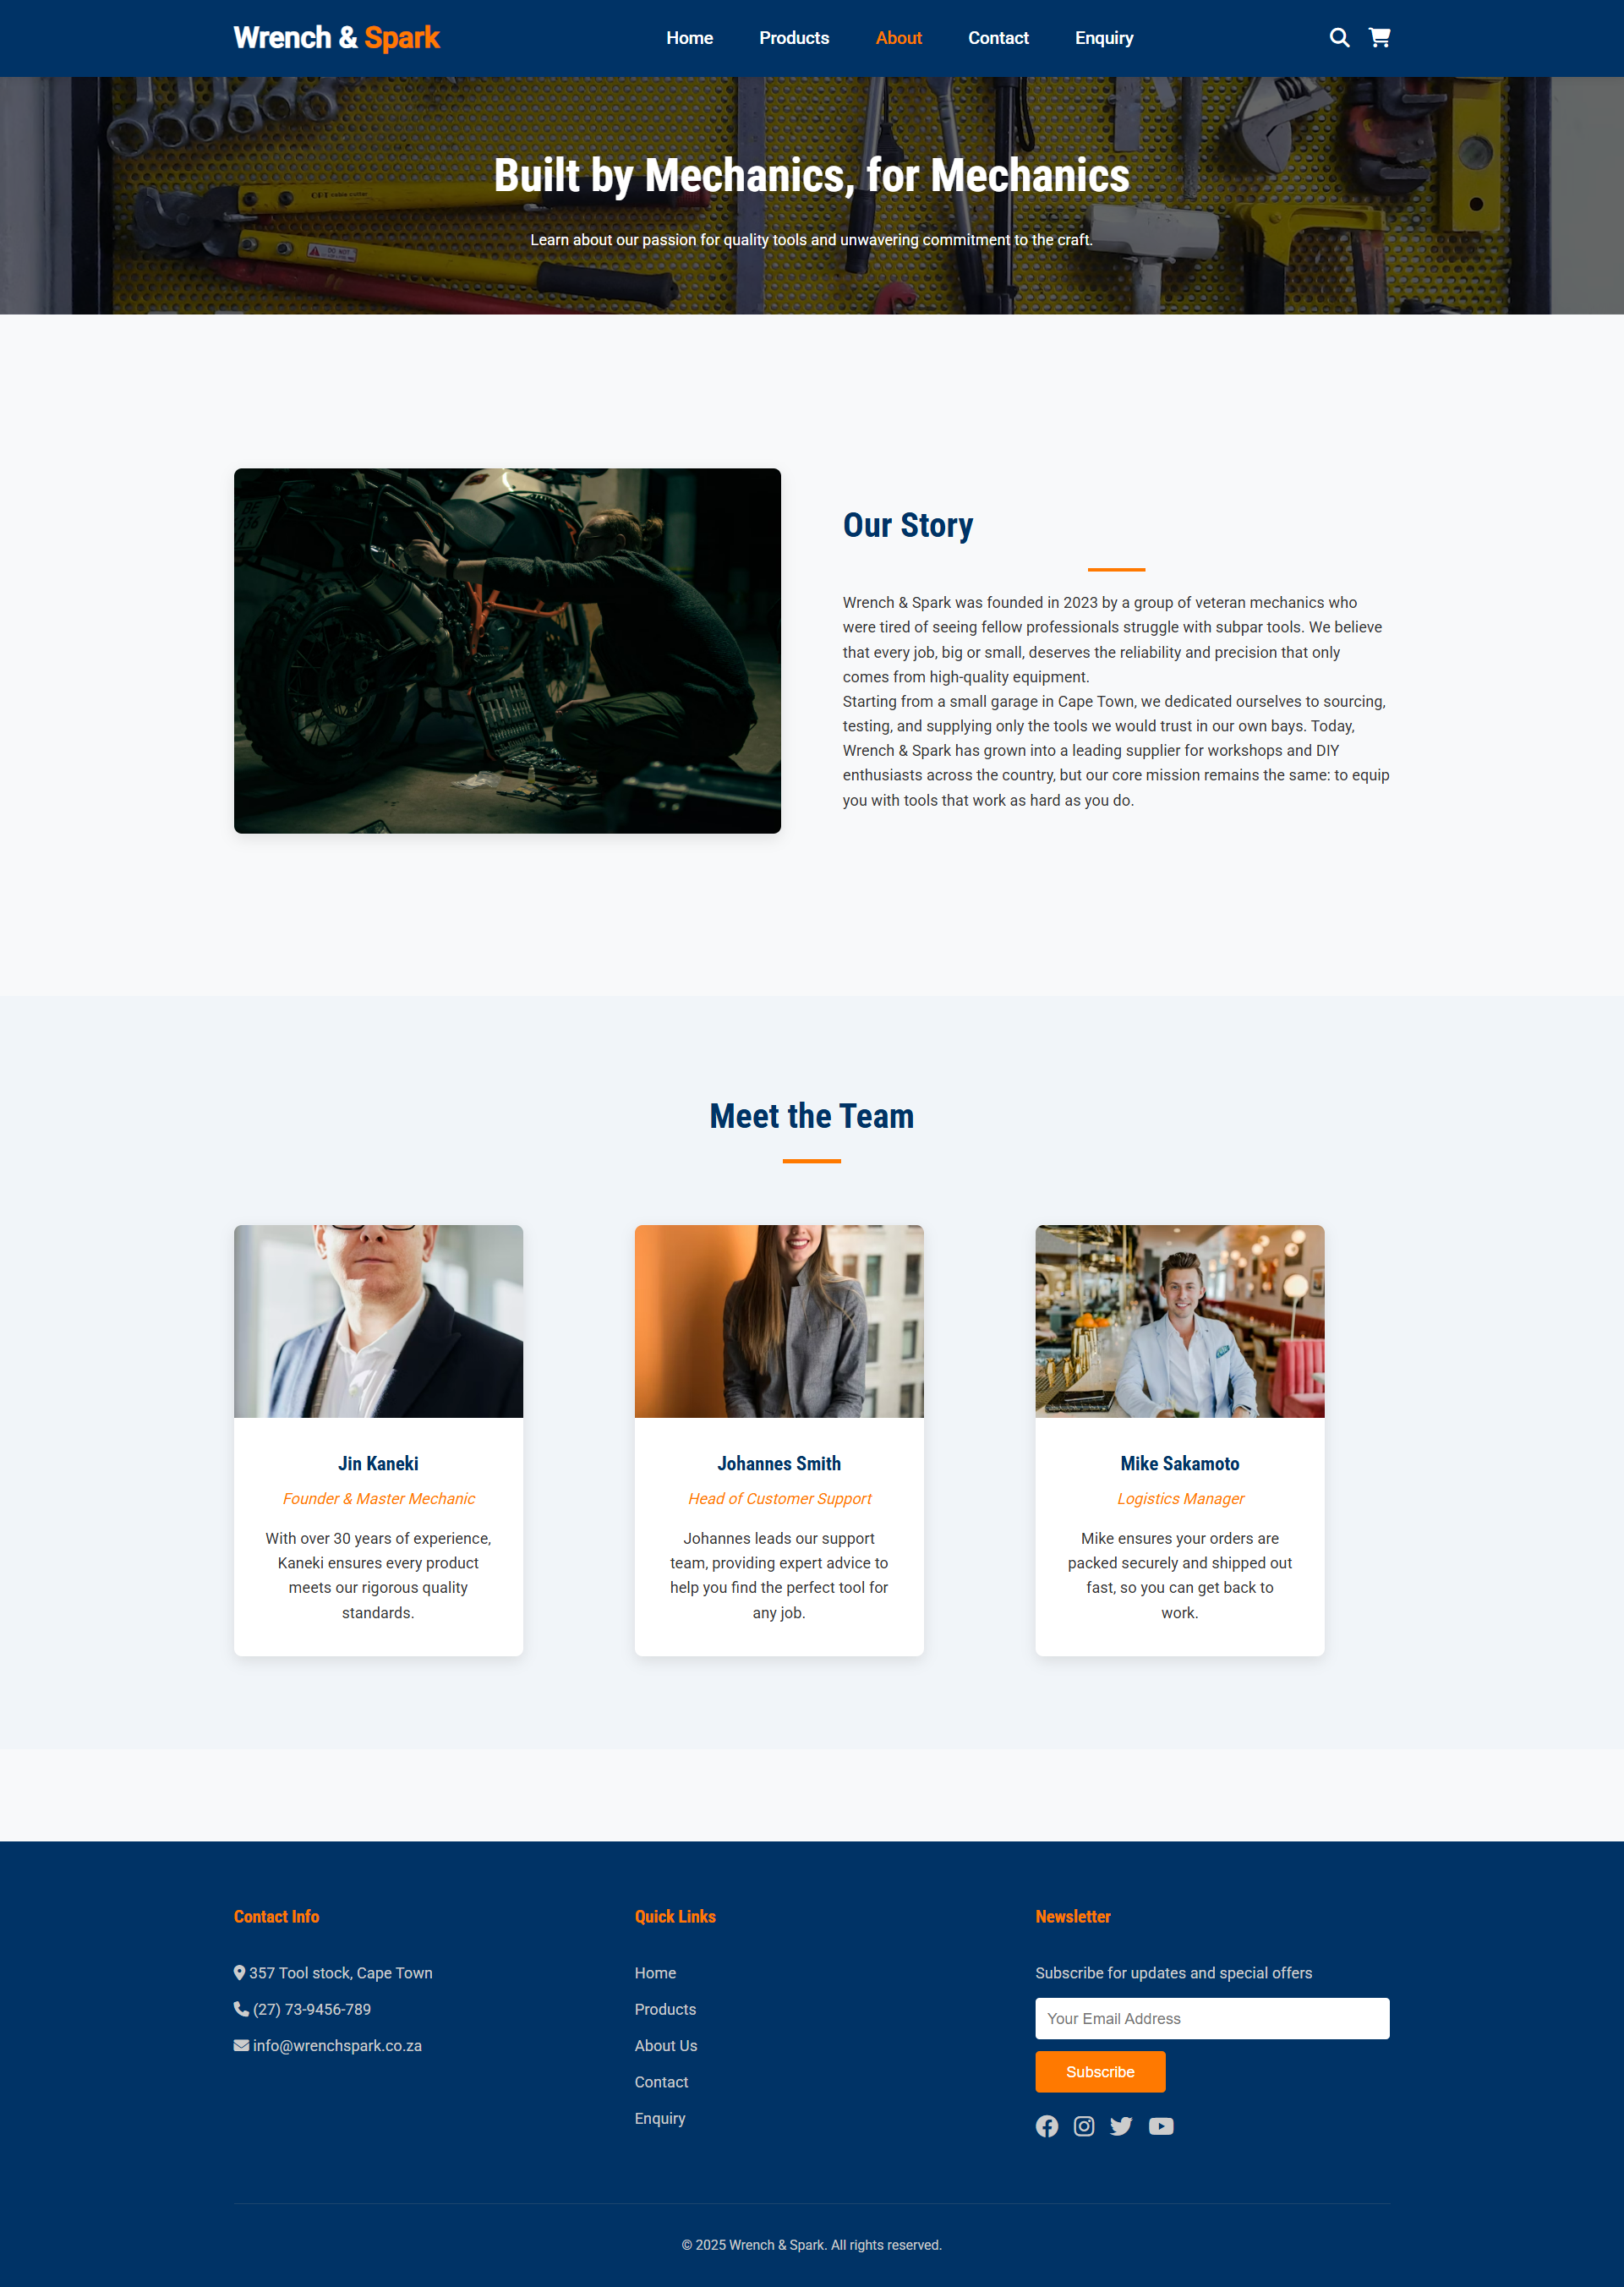 Wrench & Spark
Home
Products
About
Contact
Enquiry
Built by Mechanics, for Mechanics
Learn about our passion for quality tools and unwavering commitment to the craft.
Our Story
Wrench & Spark was founded in 2023 by a group of veteran mechanics who
were tired of seeing fellow professionals struggle with subpar tools. We believe
that every job, big or small, deserves the reliability and precision that only
comes from high-quality equipment.
Starting from a small garage in Cape Town, we dedicated ourselves to sourcing,
testing, and supplying only the tools we would trust in our own bays. Today,
Wrench & Spark has grown into a leading supplier for workshops and DIY
enthusiasts across the country, but our core mission remains the same: to equip
you with tools that work as hard as you do.
Meet the Team
Jin Kaneki
Founder & Master Mechanic
With over 30 years of experience,
Kaneki ensures every product
meets our rigorous quality
standards.
Johannes Smith
Head of Customer Support
Johannes leads our support
team, providing expert advice to
help you find the perfect tool for
any job.
Mike Sakamoto
Logistics Manager
Mike ensures your orders are
packed securely and shipped out
fast, so you can get back to
work.
Contact Info
357 Tool stock, Cape Town
(27) 73-9456-789
info@wrenchspark.co.za
Quick Links
Home
Products
About Us
Contact
Enquiry
Newsletter
Subscribe for updates and special offers
Your Email Address
Subscribe
© 2025 Wrench & Spark. All rights reserved.